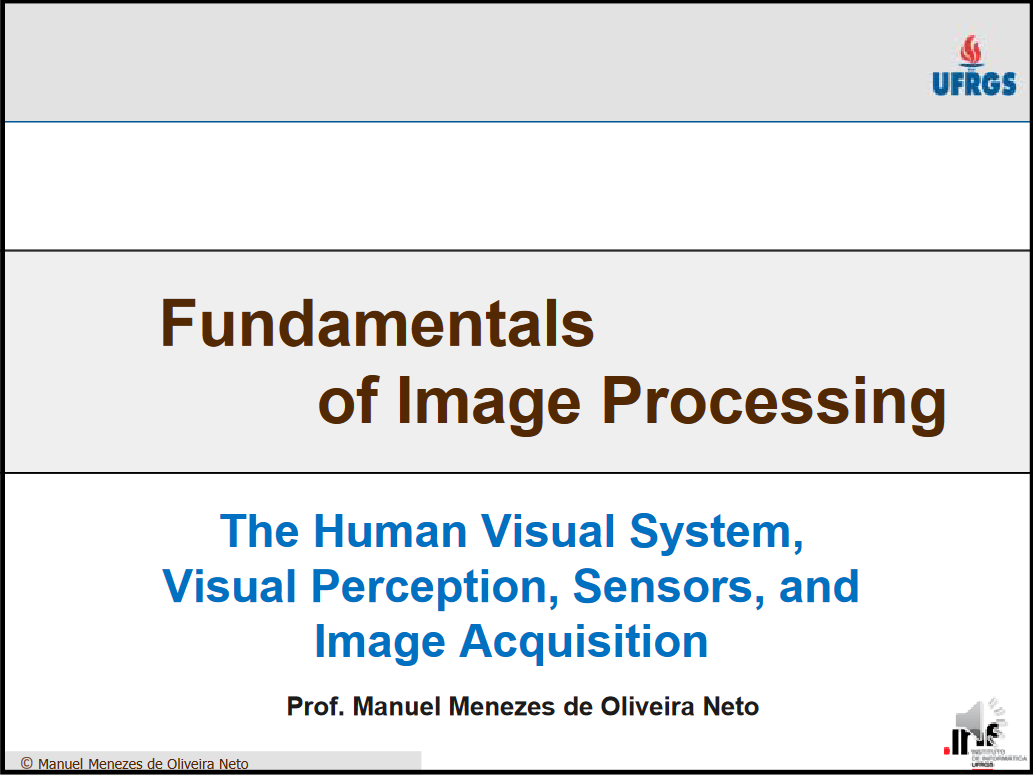 UFRGS
Fundamentals
of Image Processing
The Human Visual System,
Visual Perception, Sensors, and
Image Acquisition
Prof. Manuel Menezes de Oliveira Neto
INSTITUTO
DE INFORMÁTICA
UFRGS
© Manuel Menezes de Oliveira Neto